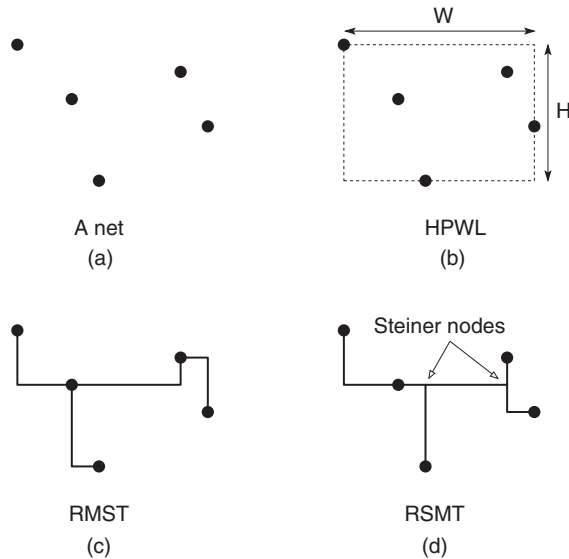 W
H
A net
(a)
HPWL
(b)
Steiner nodes
RMST
(c)
RSMT
(d)